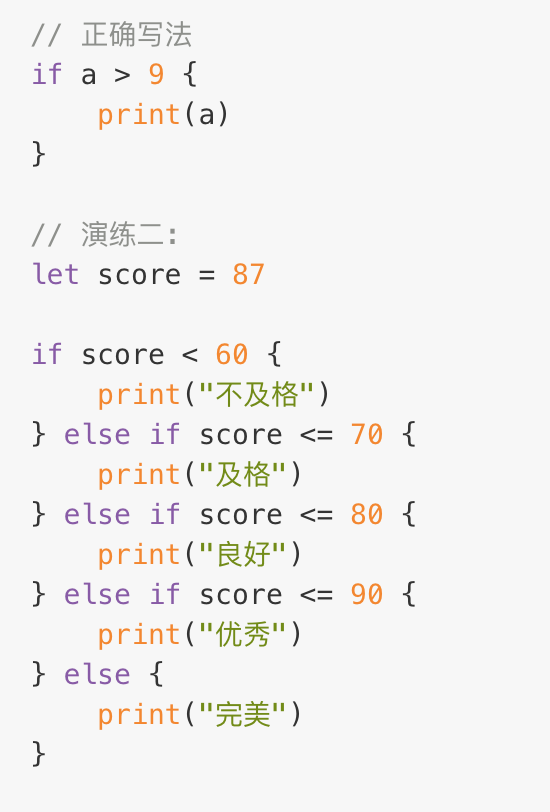 // 正确写法
if a > 9 {
    print(a)
}

// 演练二:
let score = 87

if score < 60 {
    print("不及格")
} else if score <= 70 {
    print("及格")
} else if score <= 80 {
    print("良好")
} else if score <= 90 {
    print("优秀")
} else {
    print("完美")
}